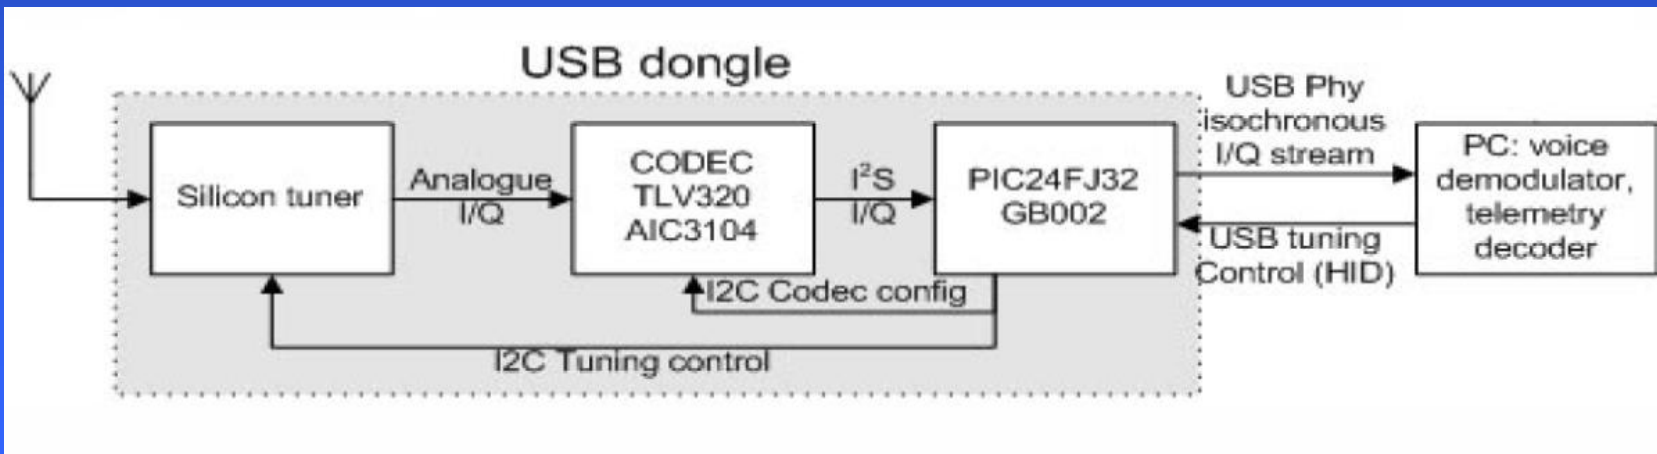 USB dongle
Silicon tuner
Analogue
I/Q
CODEC
TLV320
AIC3104
I²S
I/Q
PIC24FJ32
GB002
USB Phy
isochronous
I/Q stream
USB tuning
Control (HID)
PC: voice
demodulator,
telemetry
decoder
I2C Codec config
I2C Tuning control